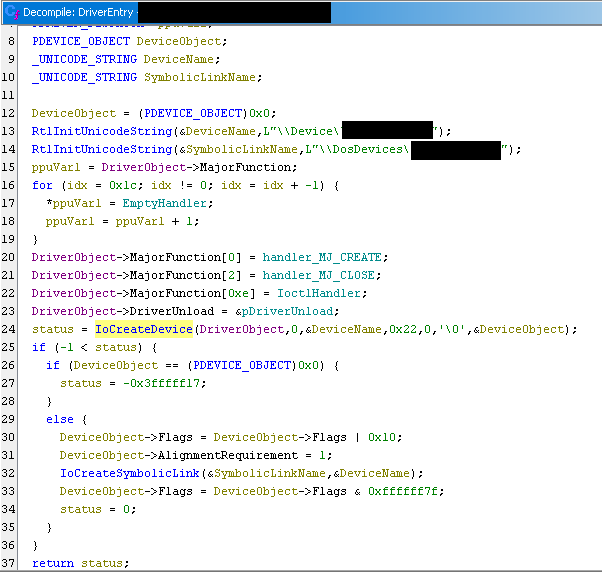 Decompile: DriverEntry -
8 PDEVICE_OBJECT DeviceObject;
9 _UNICODE_STRING DeviceName;
10 _UNICODE_STRING SymbolicLinkName;
11
12 DeviceObject = (PDEVICE_OBJECT)0x0;
13 RtlInitUnicodeString(&DeviceName,L"\\Device\ ");
14 RtlInitUnicodeString(&SymbolicLinkName,L"\\DosDevices\ ");
15 ppuVar1 = DriverObject->MajorFunction;
16 for (idx = 0x1c; idx != 0; idx = idx + -1) {
17 *ppuVar1 = EmptyHandler;
18 ppuVar1 = ppuVar1 + 1;
19 }
20 DriverObject->MajorFunction[0] = handler_MJ_CREATE;
21 DriverObject->MajorFunction[2] = handler_MJ_CLOSE;
22 DriverObject->MajorFunction[0xe] = IoctlHandler;
23 DriverObject->DriverUnload = &pDriverUnload;
24 status = IoCreateDevice(DriverObject,0,&DeviceName,0x22,0,'\0',&DeviceObject);
25 if (-1 < status) {
26 if (DeviceObject == (PDEVICE_OBJECT)0x0) {
27 status = -0x3fffff17;
28 }
29 else {
30 DeviceObject->Flags = DeviceObject->Flags | 0x10;
31 DeviceObject->AlignmentRequirement = 1;
32 IoCreateSymbolicLink(&SymbolicLinkName,&DeviceName);
33 DeviceObject->Flags = DeviceObject->Flags & 0xffffff7f;
34 status = 0;
35 }
36 }
37 return status;